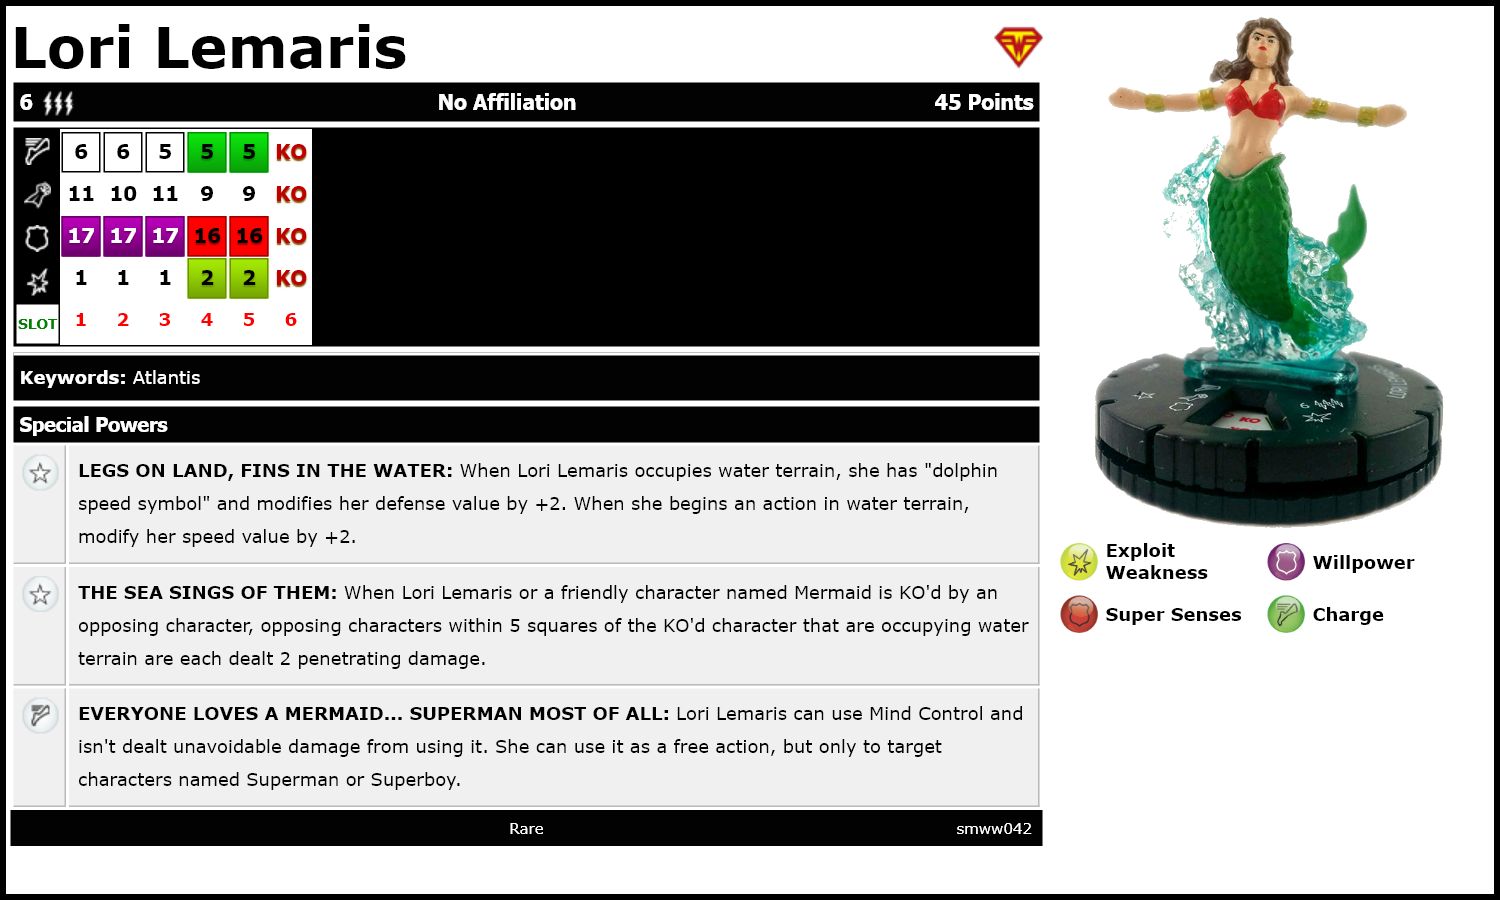 Lori Lemaris
6 No Affiliation 45 Points
6 6 5 5 5 KO
11 10 11 9 9 KO
17 17 17 16 16 KO
1 1 1 2 2 KO
SLOT 1 2 3 4 5 6
Keywords: Atlantis
Special Powers
LEGS ON LAND, FINS IN THE WATER: When Lori Lemaris occupies water terrain, she has "dolphin
speed symbol" and modifies her defense value by +2. When she begins an action in water terrain,
modify her speed value by +2.
THE SEA SINGS OF THEM: When Lori Lemaris or a friendly character named Mermaid is KO'd by an
opposing character, opposing characters within 5 squares of the KO'd character that are occupying water
terrain are each dealt 2 penetrating damage.
EVERYONE LOVES A MERMAID... SUPERMAN MOST OF ALL: Lori Lemaris can use Mind Control and
isn't dealt unavoidable damage from using it. She can use it as a free action, but only to target
characters named Superman or Superboy.
Rare smww042
6
KO
KO
Exploit
Weakness
Willpower
Super Senses
Charge